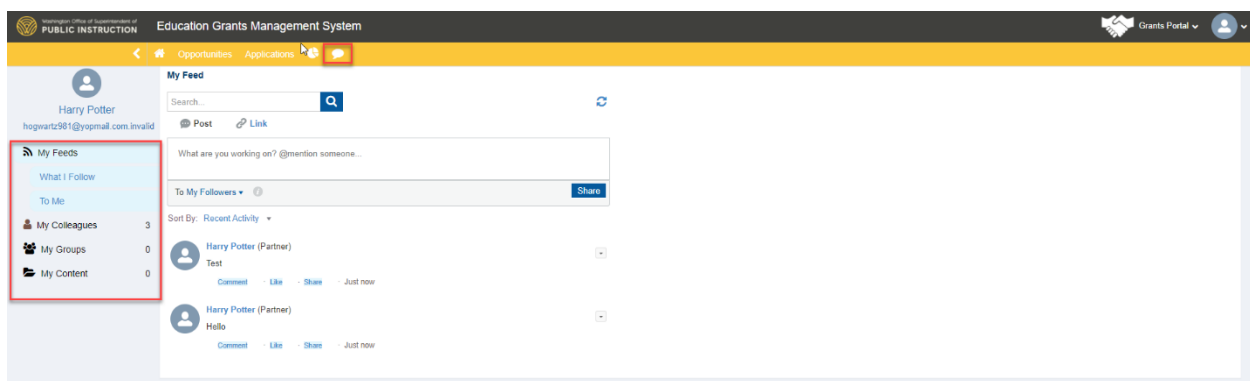 Washington Office of Superintendent of
PUBLIC INSTRUCTION
Education Grants Management System
Grants Portal
Opportunities Applications
Harry Potter
hogwartz981@yopmail.com.invalid
My Feeds
What I Follow
To Me
My Colleagues 3
My Groups 0
My Content 0
My Feed
Search...
Post Link
What are you working on? @mention someone...
To My Followers
Share
Sort By: Recent Activity
Harry Potter (Partner)
Test
Comment · Like · Share · Just now
Harry Potter (Partner)
Hello
Comment · Like · Share · Just now